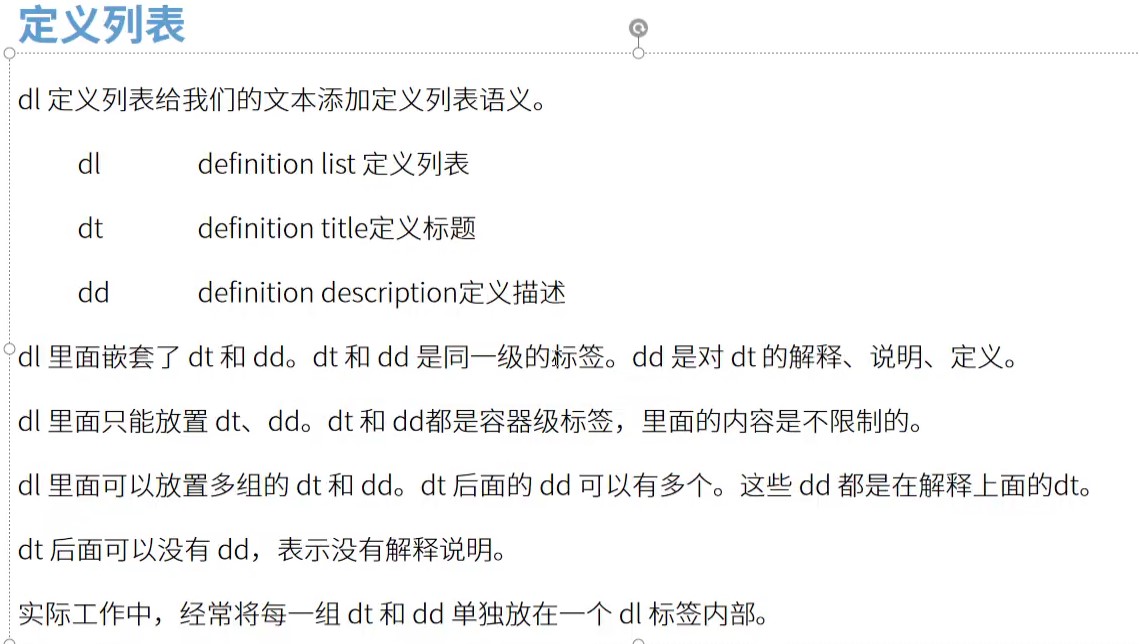 定义列表
dl 定义列表给我们的文本添加定义列表语义。
dl definition list 定义列表
dt definition title定义标题
dd definition description定义描述
dl 里面嵌套了 dt 和 dd。dt 和 dd 是同一级的标签。dd 是对 dt 的解释、说明、定义。
dl 里面只能放置 dt、dd。dt 和 dd都是容器级标签，里面的内容是不限制的。
dl 里面可以放置多组的 dt 和 dd。dt 后面的 dd 可以有多个。这些 dd 都是在解释上面的dt。
dt 后面可以没有 dd，表示没有解释说明。
实际工作中，经常将每一组 dt 和 dd 单独放在一个 dl 标签内部。